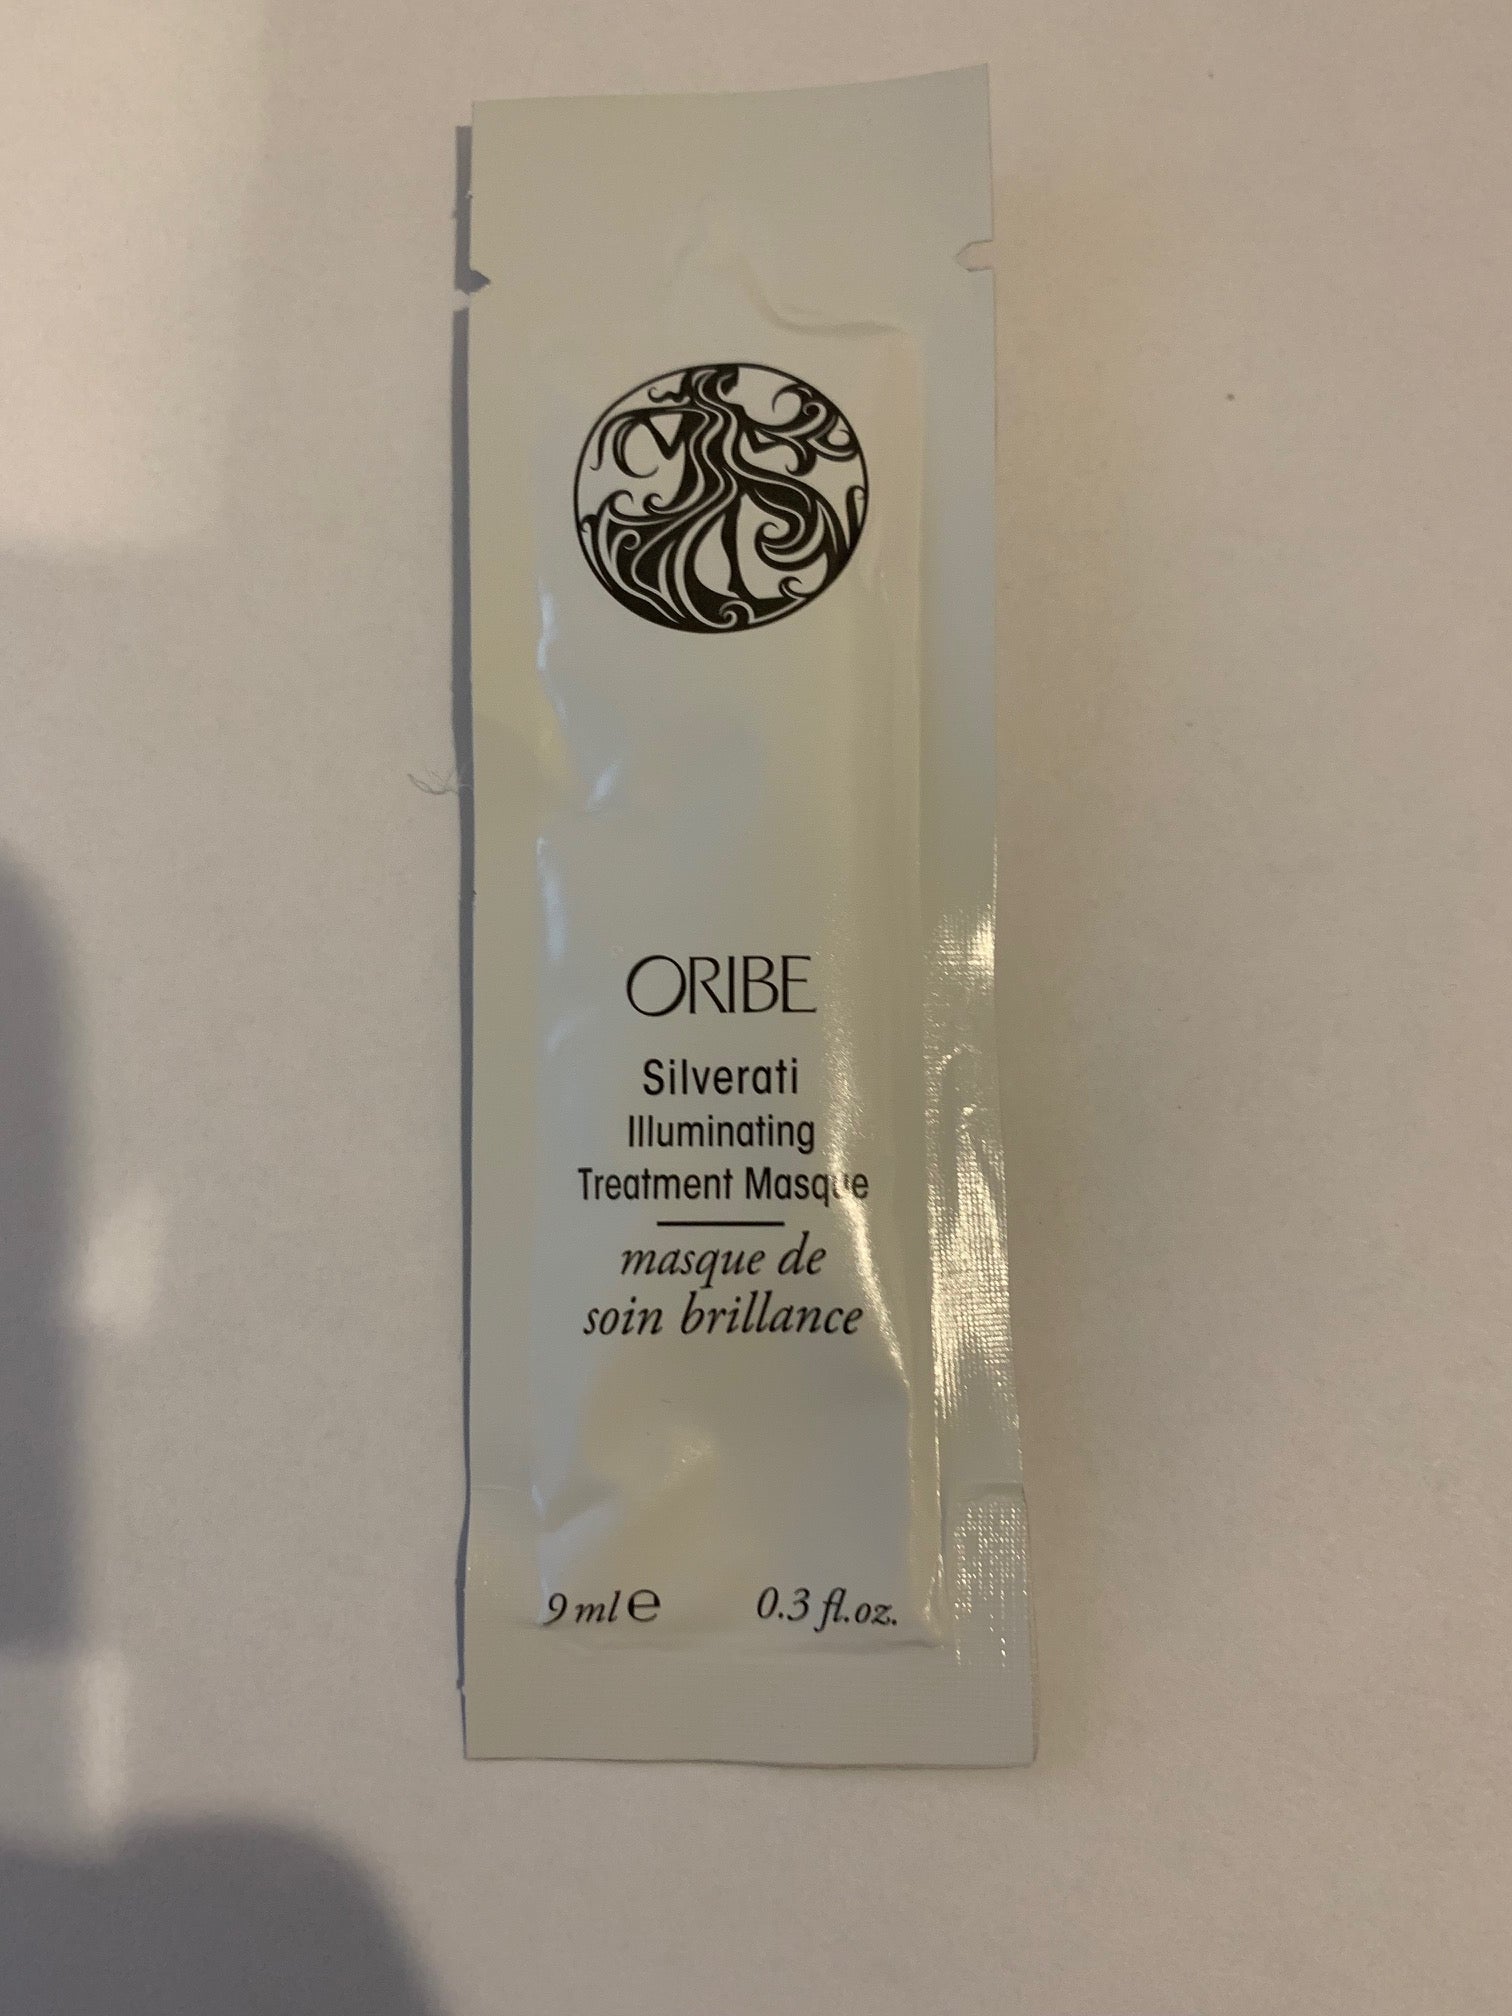 ORIBE
Silverati
Illuminating
Treatment Masque
masque de
soin brillance
9 ml ℮ 0.3 fl.oz.